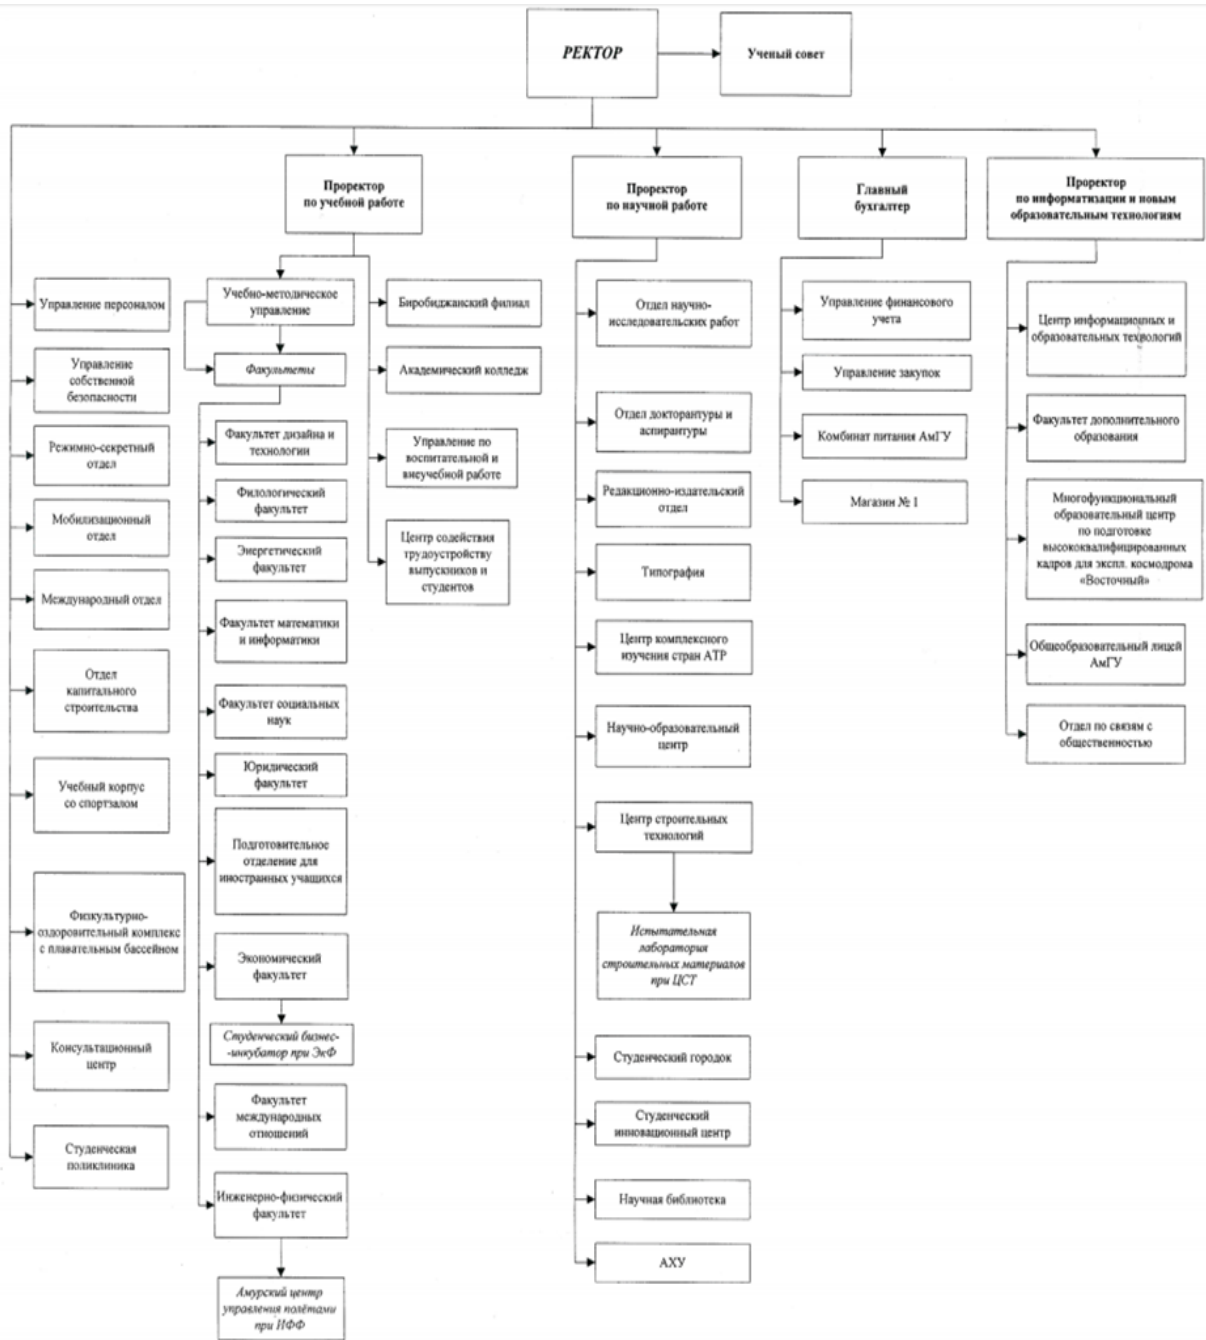 РЕКТОР
Ученый совет
Проректор
по учебной работе
Проректор
по научной работе
Главный
бухгалтер
Проректор
по информатизации и новым
образовательным технологиям
Управление персоналом
Управление
собственной
безопасности
Режимно-секретный
отдел
Мобилизационный
отдел
Международный отдел
Отдел
капитального
строительства
Учебный корпус
со спортзалом
Физкультурно-
оздоровительный комплекс
с плавательным бассейном
Консультационный
центр
Студенческая
поликлиника
Учебно-методическое
управление
Факультеты
Факультет дизайна и
технологии
Филологический
факультет
Энергетический
факультет
Факультет математики
и информатики
Факультет социальных
наук
Юридический
факультет
Подготовительное
отделение для
иностранных учащихся
Экономический
факультет
Студенческий бизнес-
-инкубатор при ЭкФ
Факультет
международных
отношений
Инженерно-физический
факультет
Амурский центр
управления полётами
при ИФФ
Биробиджанский филиал
Академический колледж
Управление по
воспитательной и
внеучебной работе
Центр содействия
трудоустройству
выпускников и
студентов
Отдел научно-
исследовательских работ
Отдел докторантуры и
аспирантуры
Редакционно-издательский
отдел
Типография
Центр комплексного
изучения стран АТР
Научно-образовательный
центр
Центр строительных
технологий
Испытательная
лаборатория
строительных материалов
при ЦСТ
Студенческий городок
Студенческий
инновационный центр
Научная библиотека
АХУ
Управление финансового
учета
Управление закупок
Комбинат питания АмГУ
Магазин № 1
Центр информационных и
образовательных технологий
Факультет дополнительного
образования
Многофункциональный
образовательный центр
по подготовке
высококвалифицированных
кадров для экспл. космодрома
«Восточный»
Общеобразовательный лицей
АмГУ
Отдел по связям с
общественностью